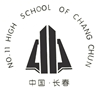 NO.11 HIGH SCHOOL OF CHANG CHUN
中国·长春